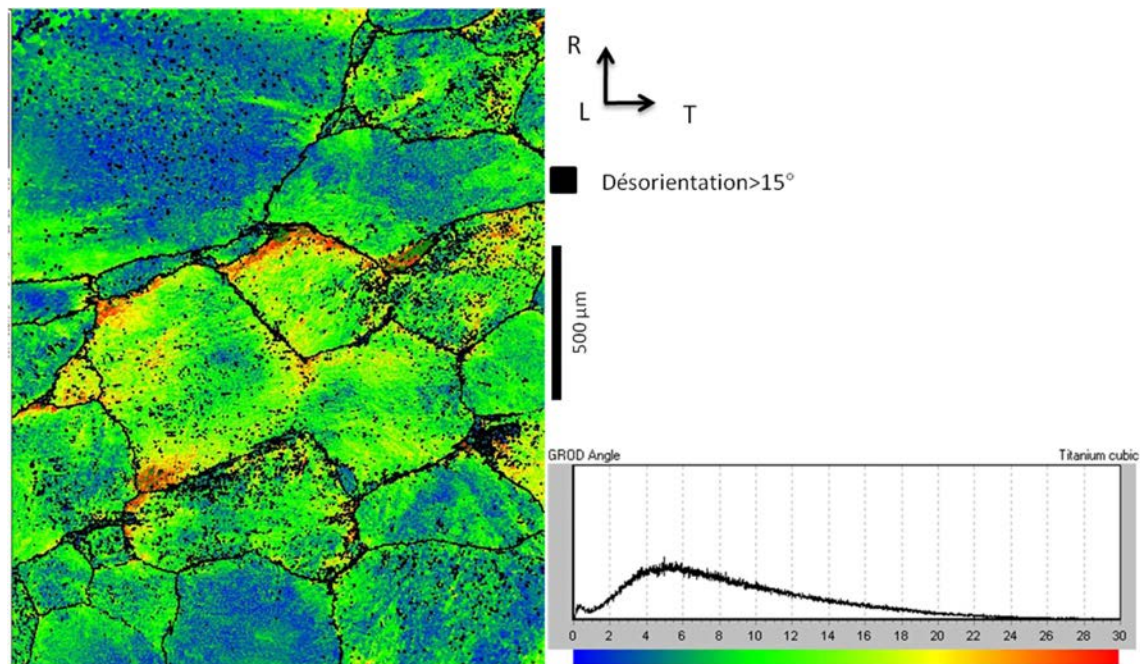 R
L
T
Désorientation>15°
500 µm
GROD Angle Titanium cubic
0 2 4 6 8 10 12 14 16 18 20 22 24 26 28 30